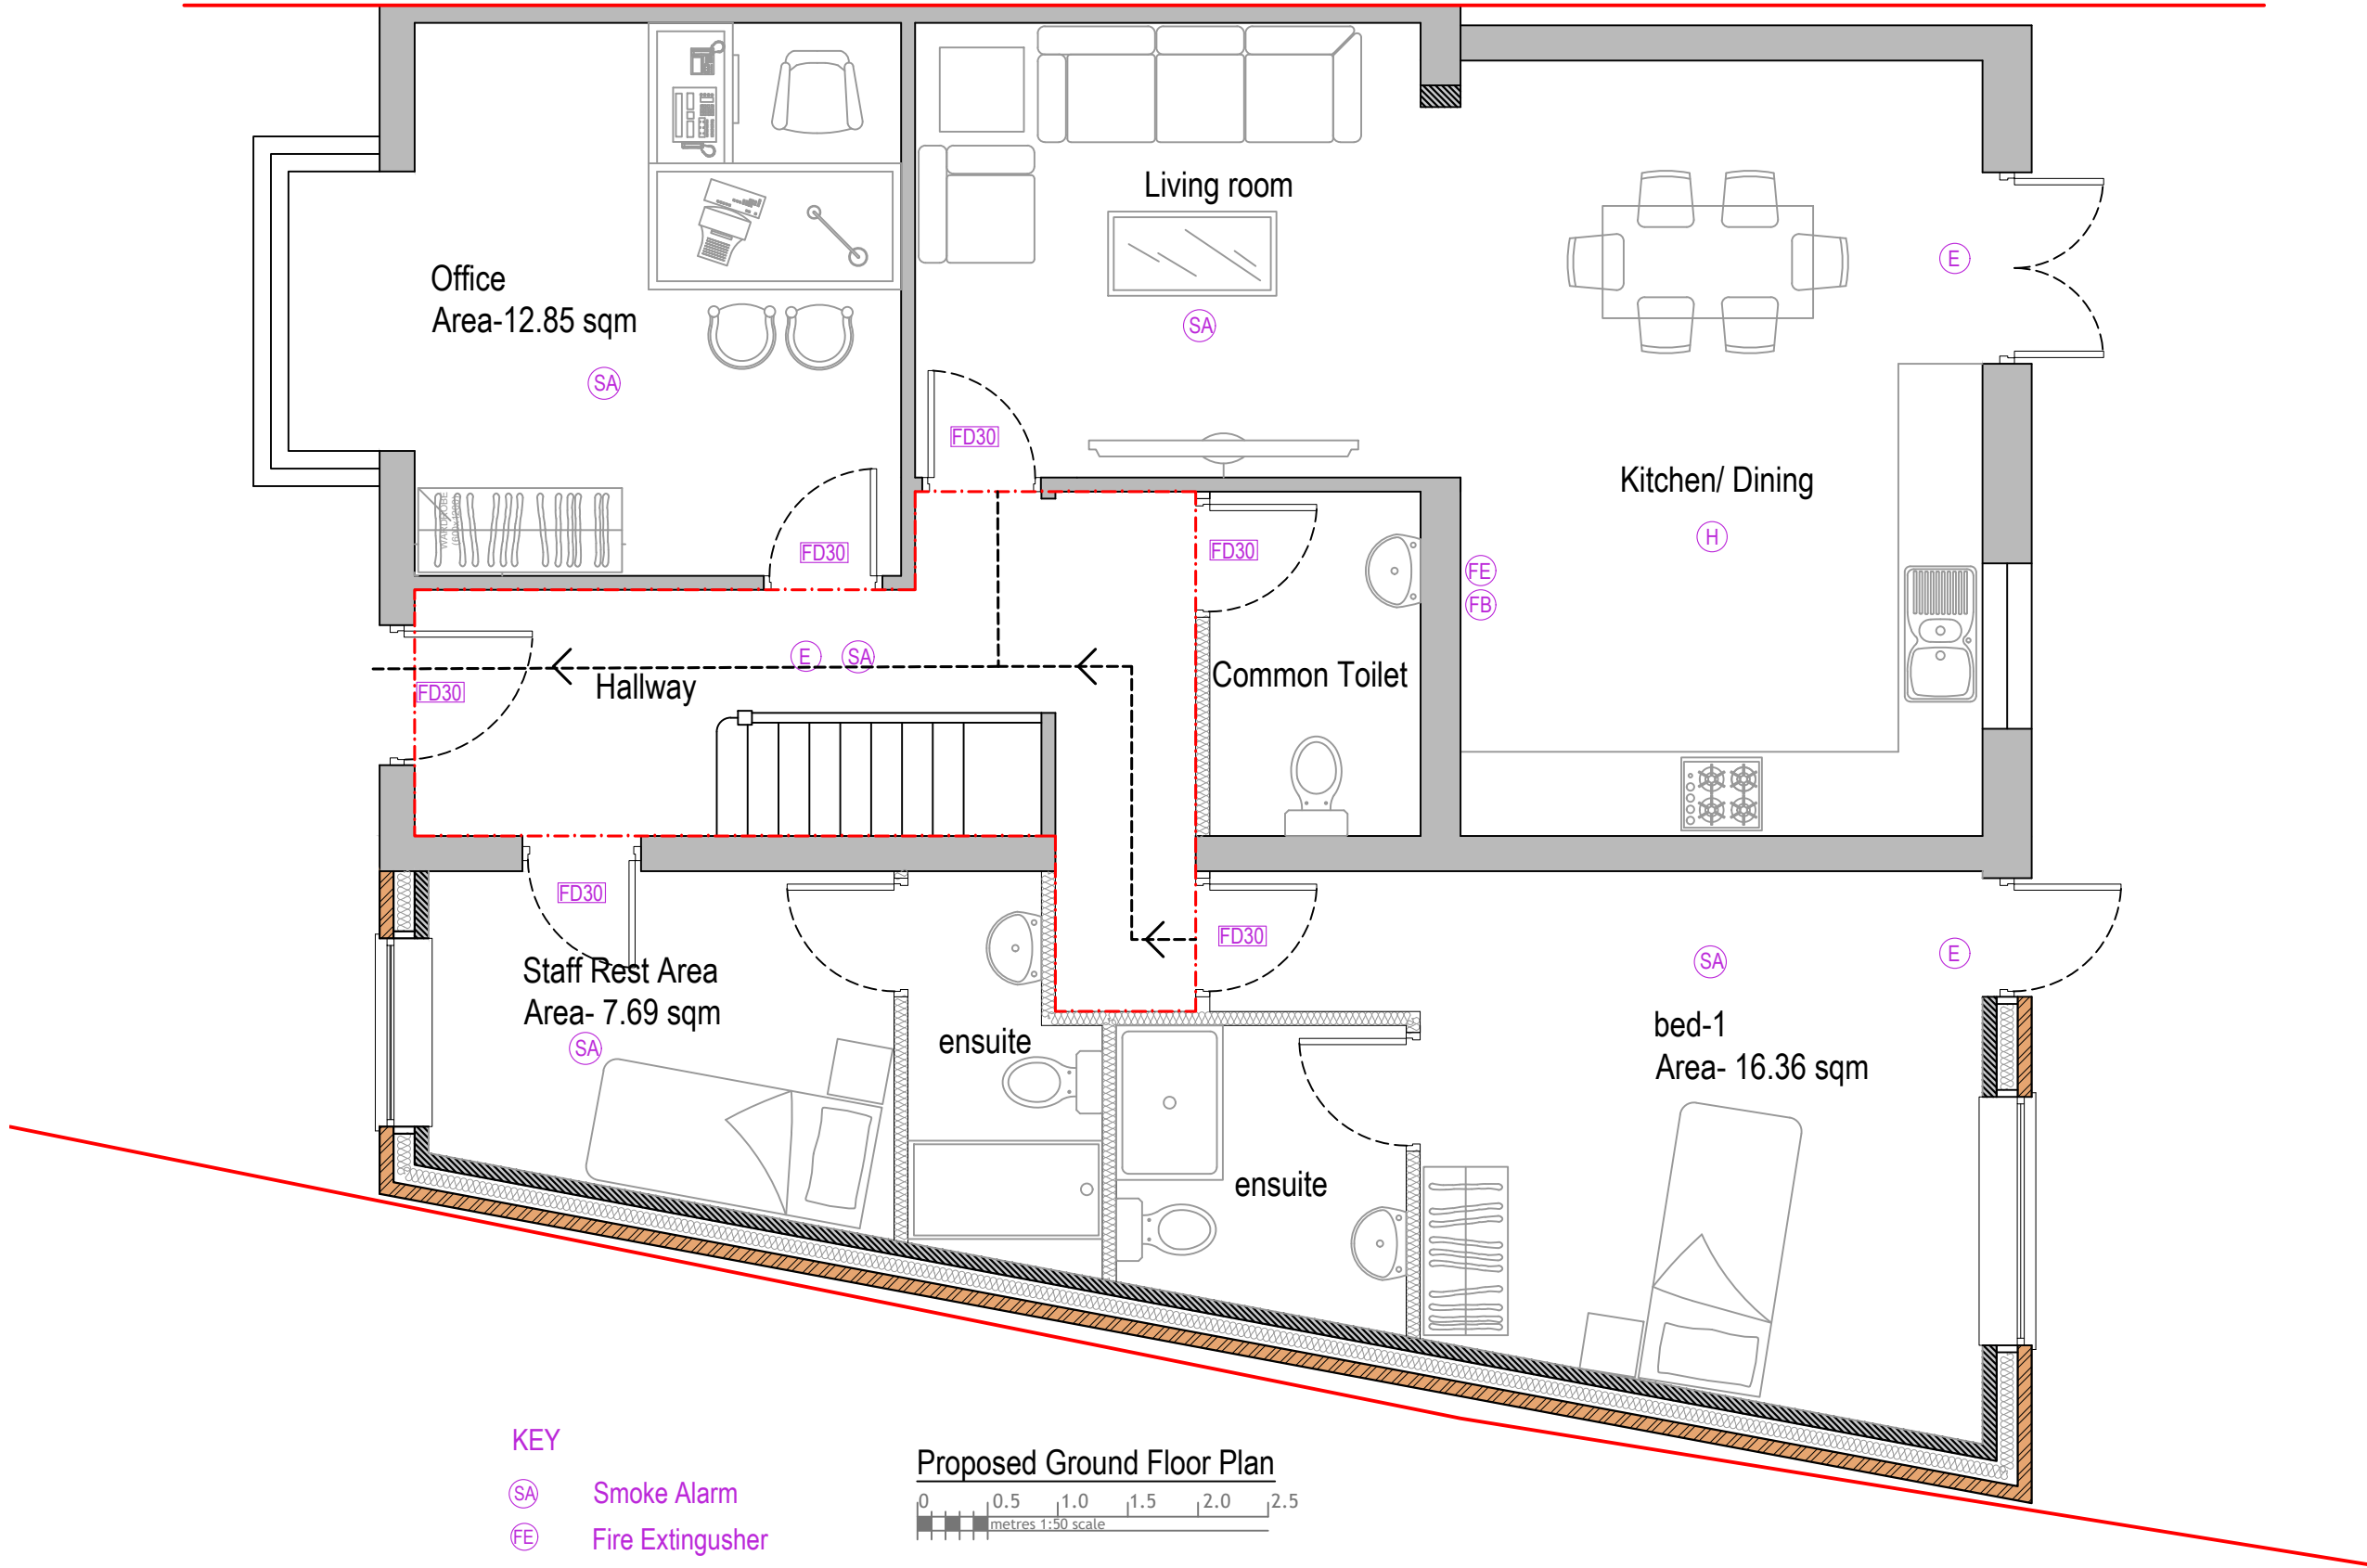 Living room
Office
Area-12.85 sqm
E
SA
SA
FD30
Kitchen/ Dining
WARDROBE
(600x1200)
H
FD30
FD30
FE
FB
E
SA
Common Toilet
Hallway
FD30
FD30
FD30
Staff Rest Area
Area- 7.69 sqm
SA
E
SA
bed-1
Area- 16.36 sqm
ensuite
ensuite
KEY
SA Smoke Alarm
FE Fire Extingusher
Proposed Ground Floor Plan
0 0.5 1.0 1.5 2.0 2.5
metres 1:50 scale